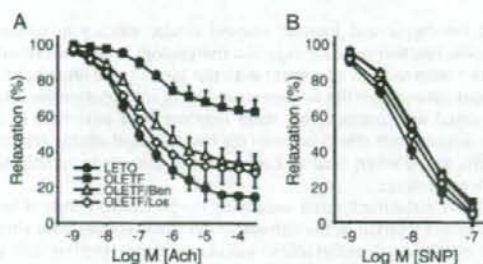 A
Relaxation (%)
100
80
60
40
20
0
LETO
OLETF
OLETF/Ben
OLETF/Los
-9 -8 -7 -6 -5 -4
Log M [Ach]
B
Relaxation (%)
100
80
60
40
20
0
-9 -8 -7
Log M [SNP]